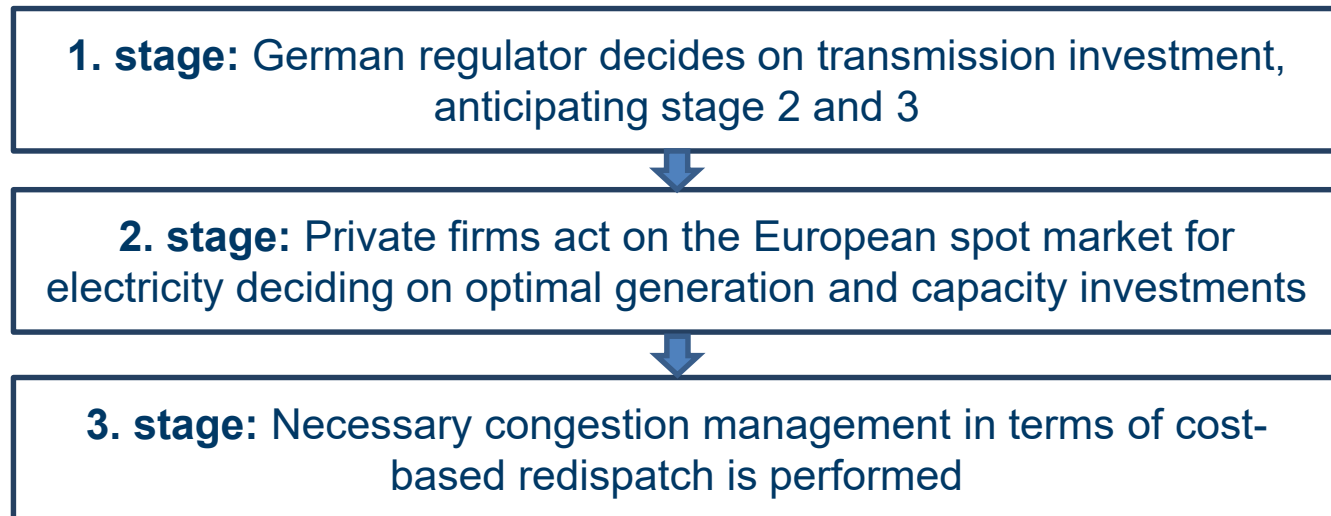 1. stage: German regulator decides on transmission investment,
anticipating stage 2 and 3
2. stage: Private firms act on the European spot market for
electricity deciding on optimal generation and capacity investments
3. stage: Necessary congestion management in terms of cost-
based redispatch is performed